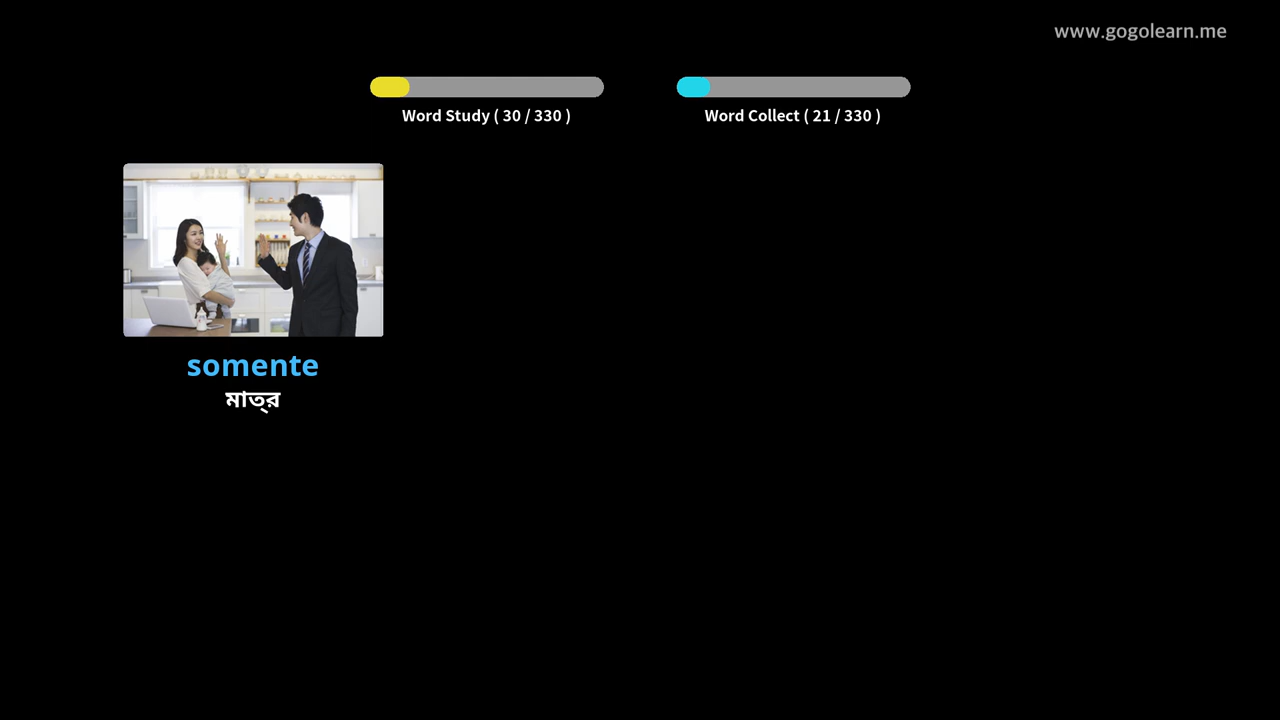 www.gogolearn.me
Word Study ( 30 / 330 )
Word Collect ( 21 / 330 )
somente
মাত্র